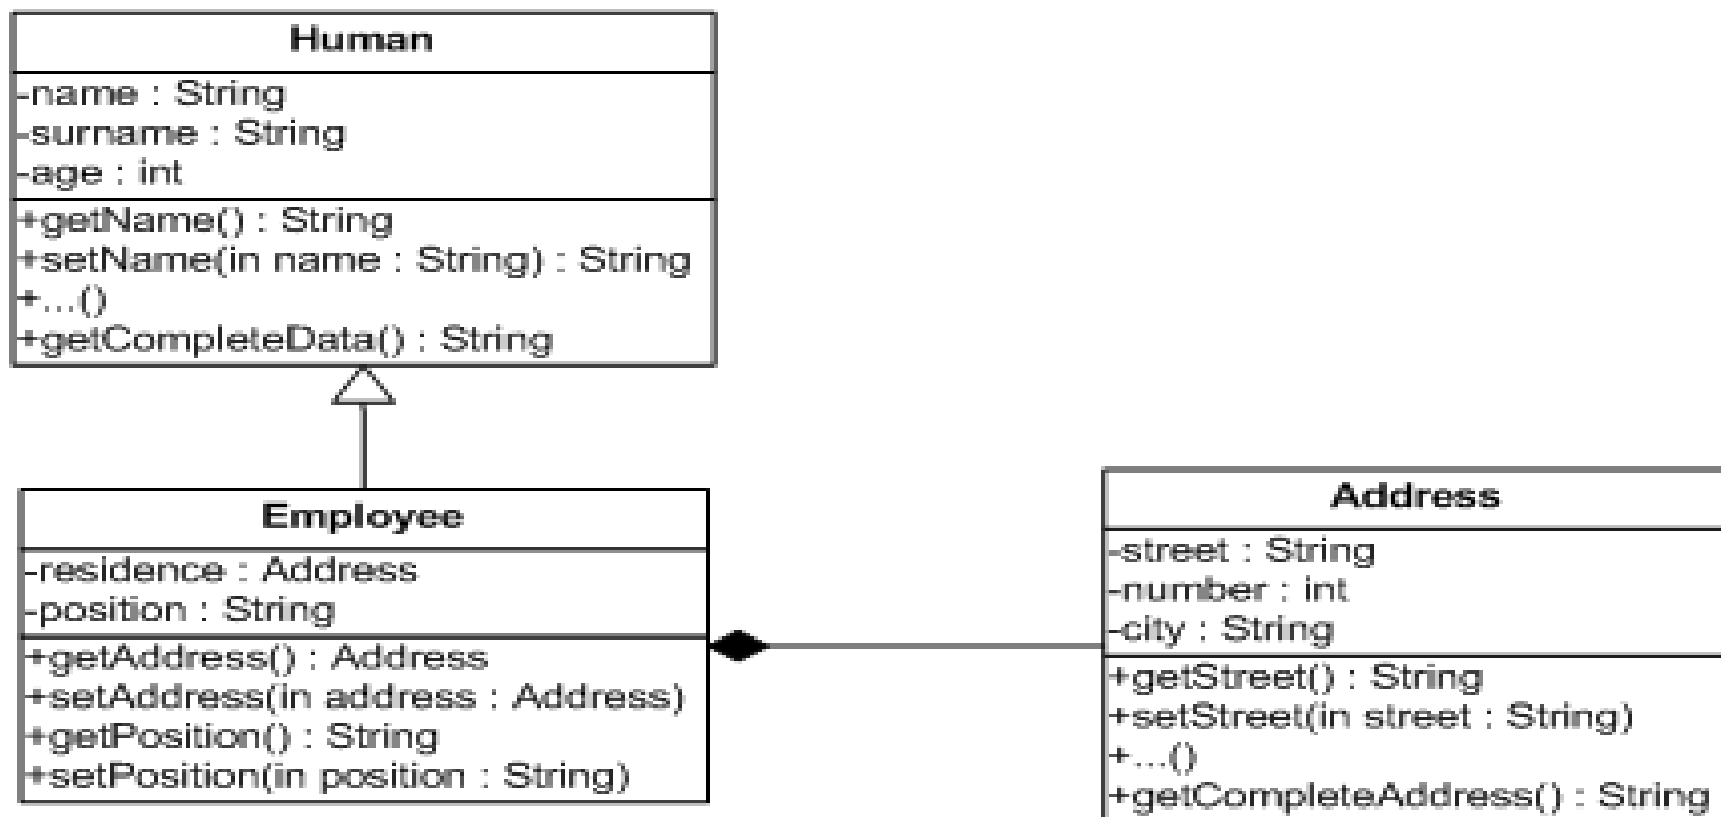 Human
-name : String
-surname : String
-age : int
+getName() : String
+setName(in name : String) : String
+...()
+getCompleteData() : String
Employee
-residence : Address
-position : String
+getAddress() : Address
+setAddress(in address : Address)
+getPosition() : String
+setPosition(in position : String)
Address
-street : String
-number : int
-city : String
+getStreet() : String
+setStreet(in street : String)
+...()
+getCompleteAddress() : String